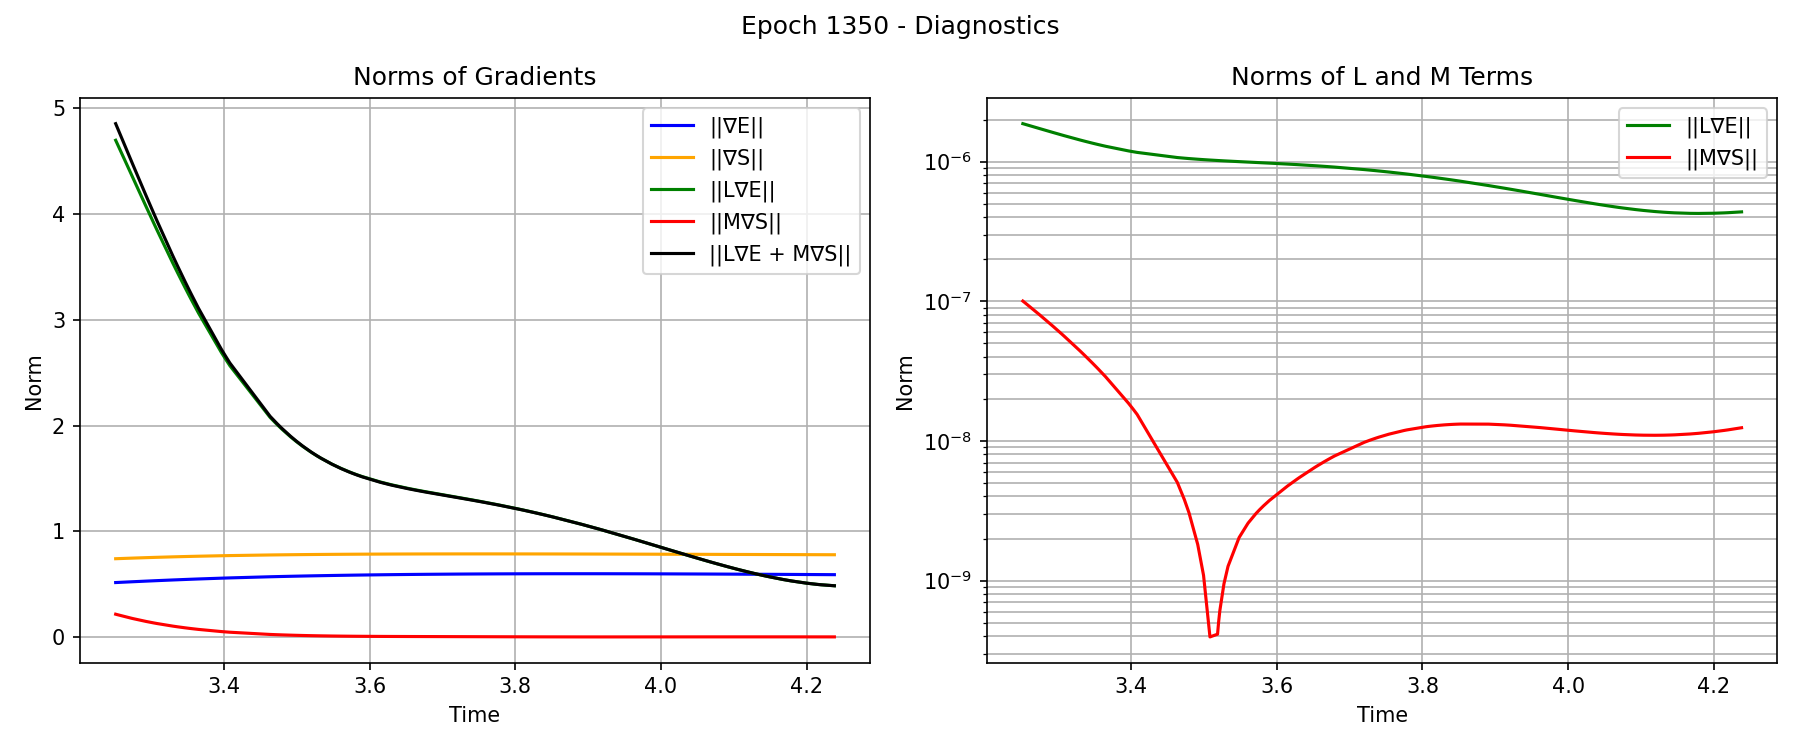 Epoch 1350 - Diagnostics
Norms of Gradients
5
4
3
2
1
0
Norm
3.4 3.6 3.8 4.0 4.2
Time
||∇E||
||∇S||
||L∇E||
||M∇S||
||L∇E + M∇S||
Norms of L and M Terms
10⁻⁶
10⁻⁷
10⁻⁸
10⁻⁹
Norm
3.4 3.6 3.8 4.0 4.2
Time
||L∇E||
||M∇S||